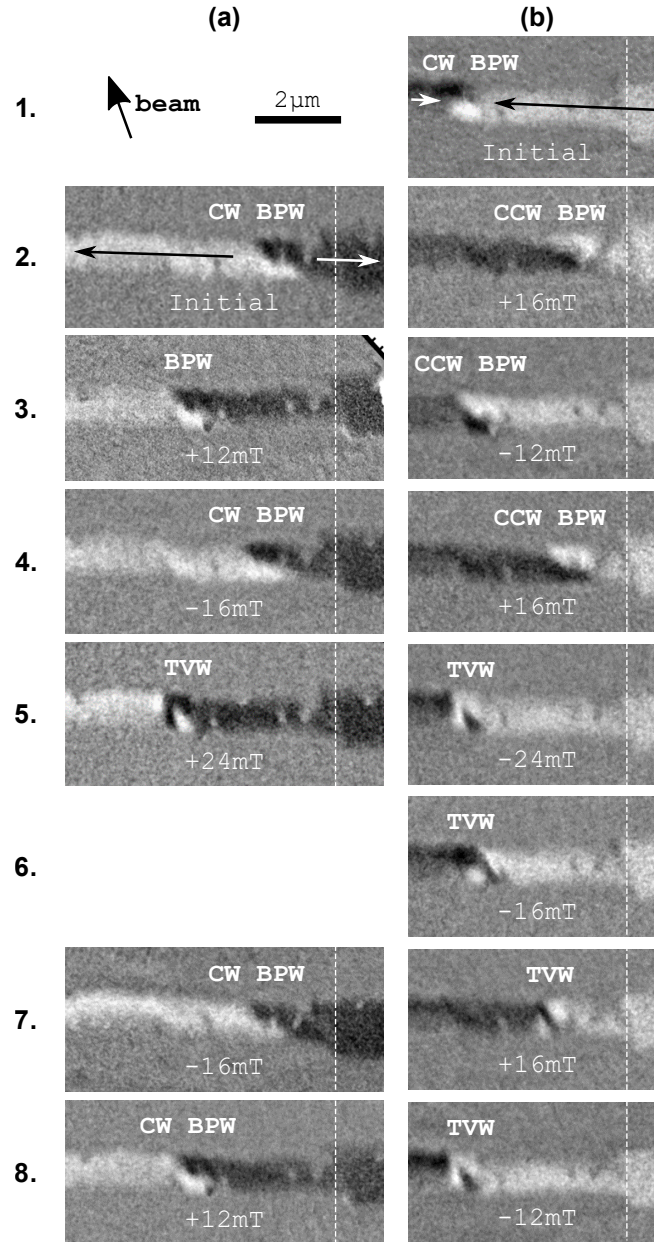 (a) (b)
1. beam 2μm CW BPW
Initial
2. CW BPW CCW BPW
Initial +16mT
3. BPW CCW BPW
+12mT -12mT
4. CW BPW CCW BPW
-16mT +16mT
5. TVW TVW
+24mT -24mT
6. TVW
-16mT
7. CW BPW TVW
-16mT +16mT
8. CW BPW TVW
+12mT -12mT